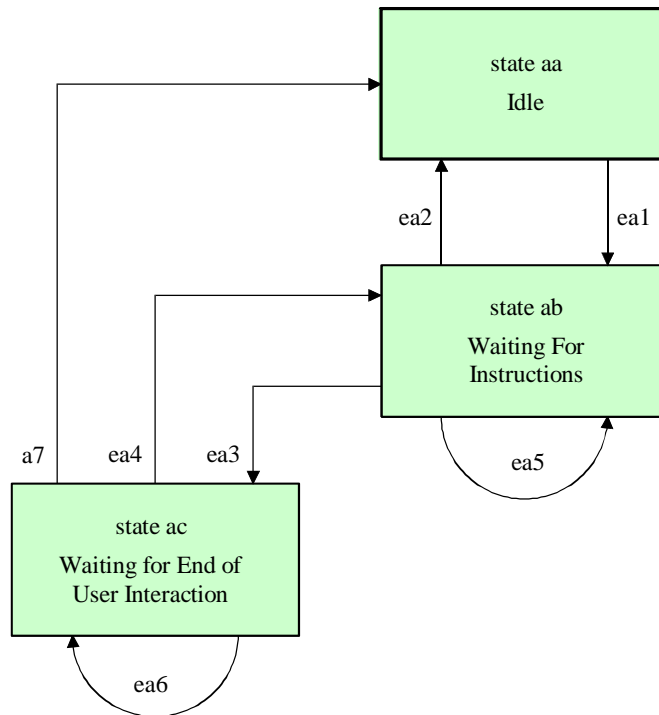 state aa
Idle
ea2
ea1
state ab
Waiting For
Instructions
a7
ea4
ea3
ea5
state ac
Waiting for End of
User Interaction
ea6